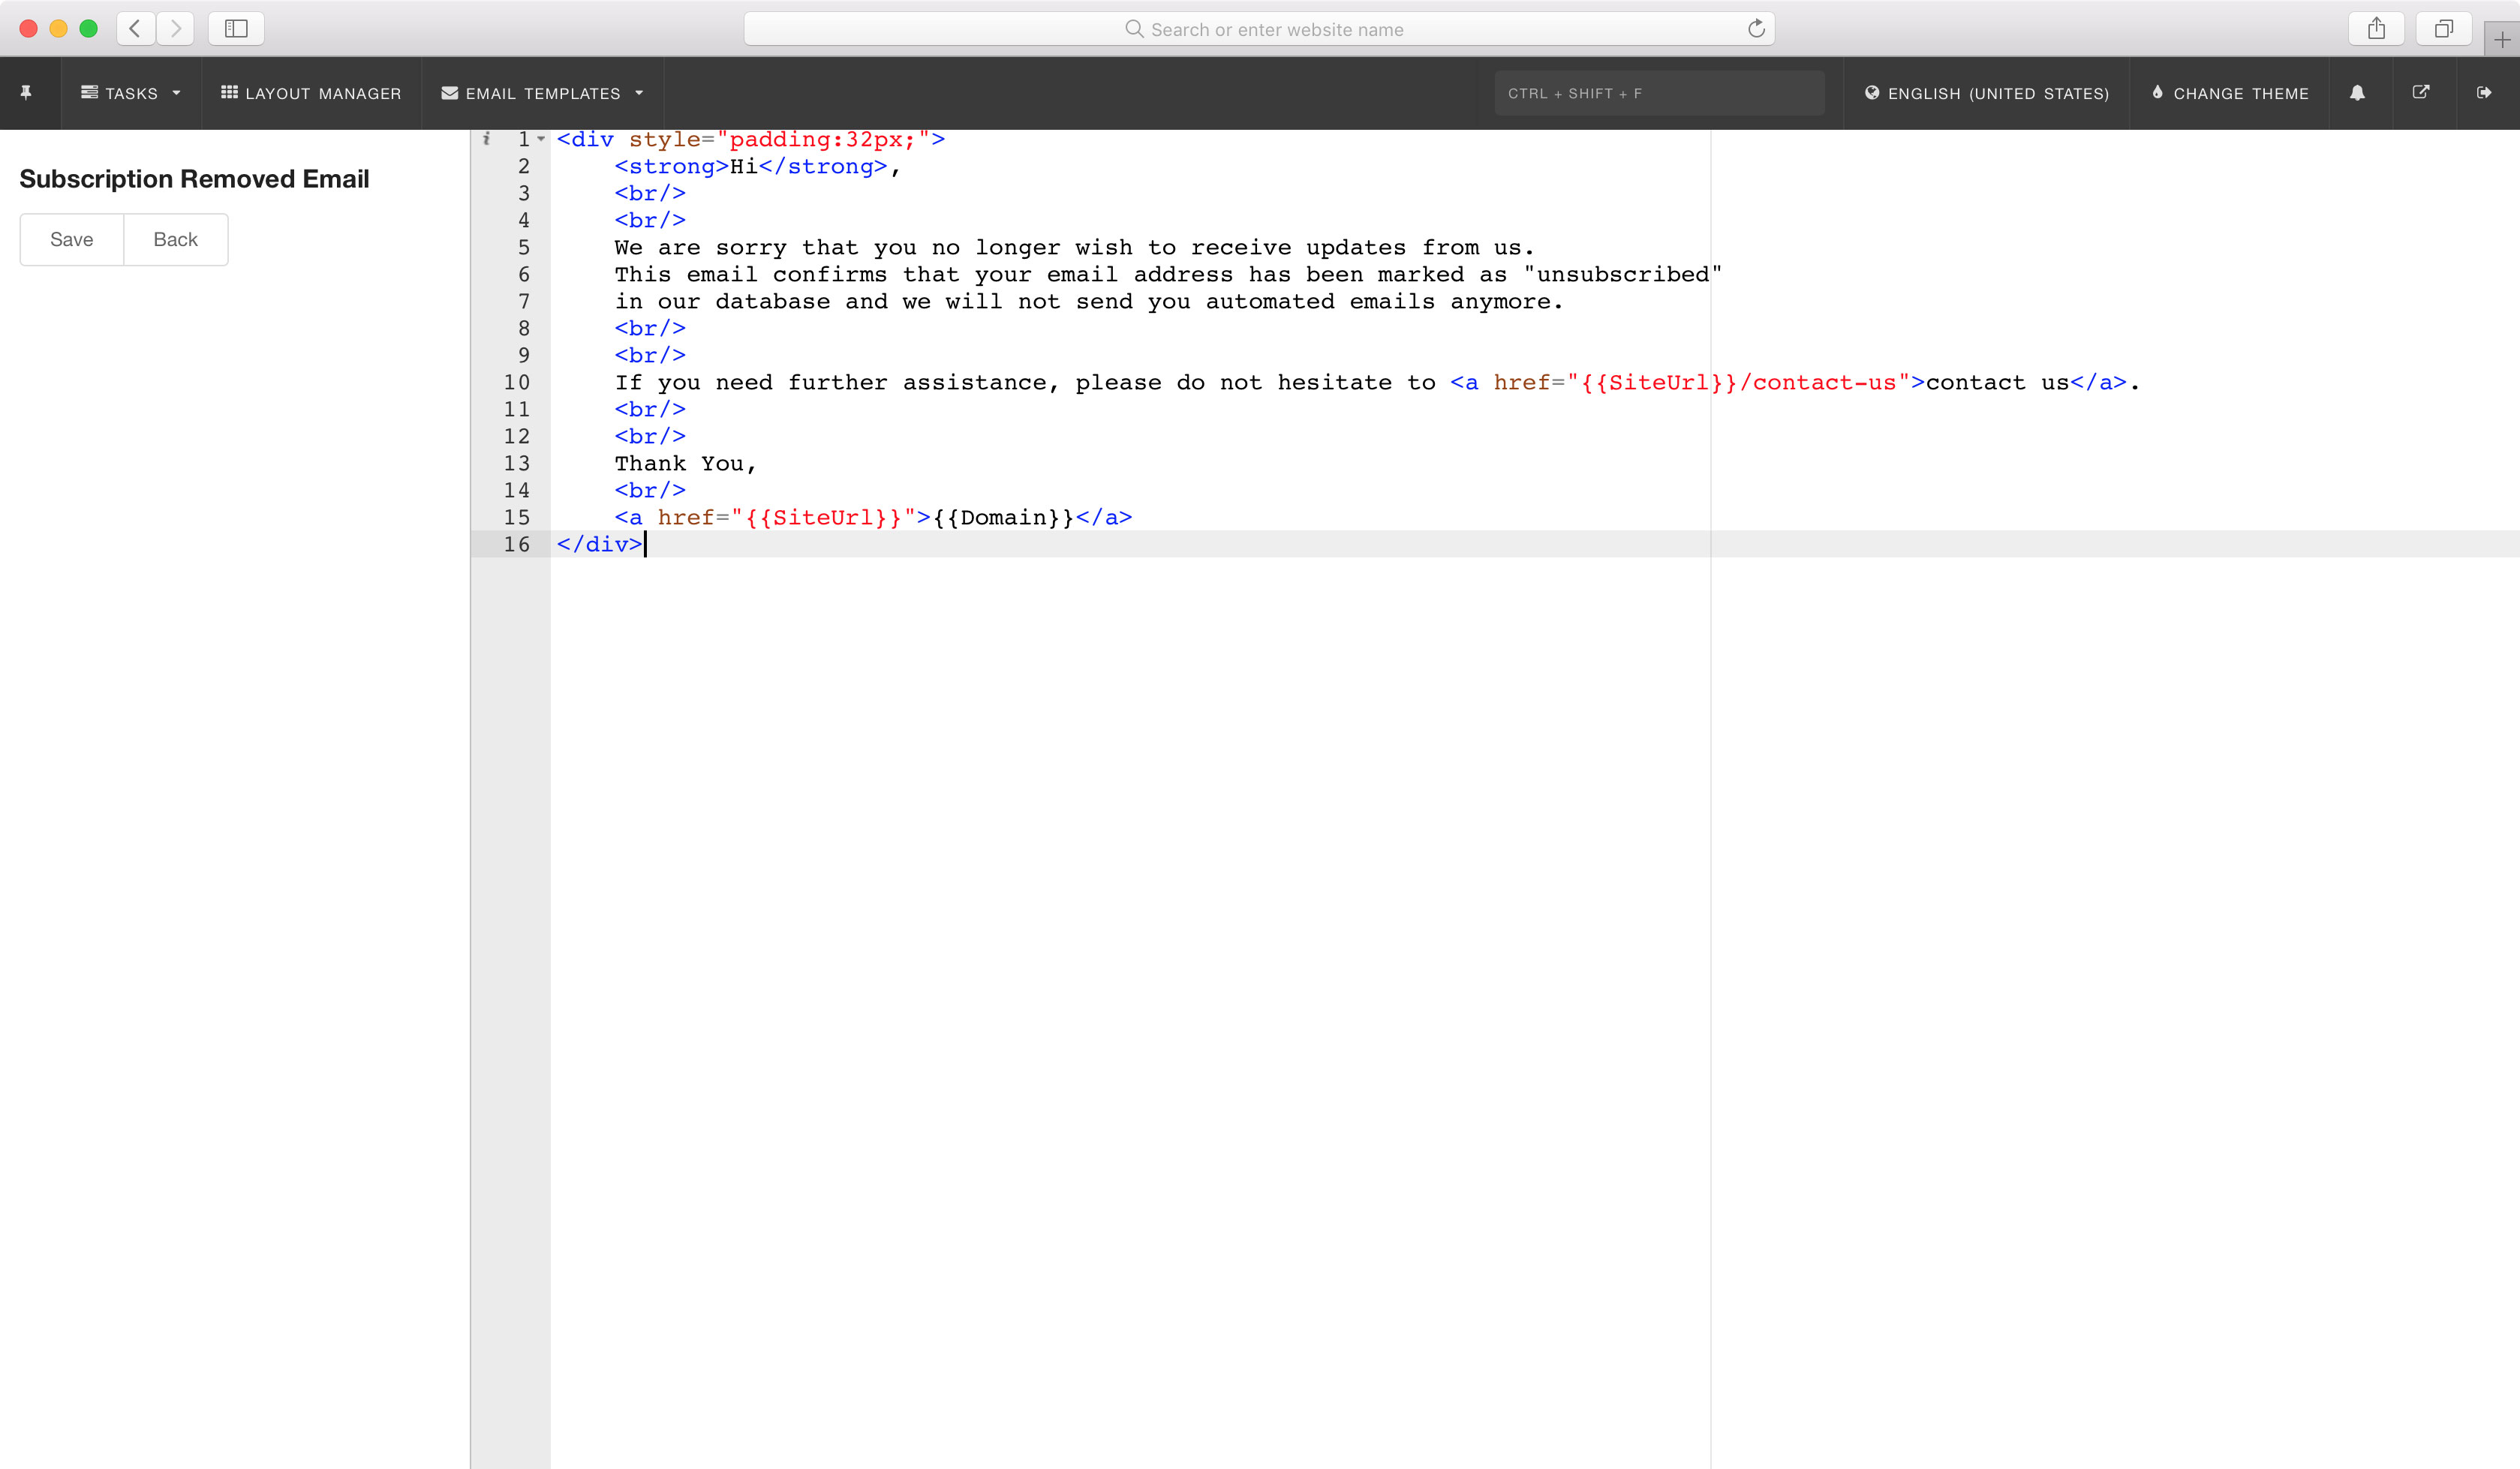 Search or enter website name
TASKS
LAYOUT MANAGER
EMAIL TEMPLATES
CTRL + SHIFT + F
ENGLISH (UNITED STATES)
CHANGE THEME
Subscription Removed Email
Save
Back
1 <div style="padding:32px;">
2 <strong>Hi</strong>,
3 <br/>
4 <br/>
5 We are sorry that you no longer wish to receive updates from us.
6 This email confirms that your email address has been marked as "unsubscribed"
7 in our database and we will not send you automated emails anymore.
8 <br/>
9 <br/>
10 If you need further assistance, please do not hesitate to <a href="{{SiteUrl}}/contact-us">contact us</a>.
11 <br/>
12 <br/>
13 Thank You,
14 <br/>
15 <a href="{{SiteUrl}}">{{Domain}}</a>
16 </div>